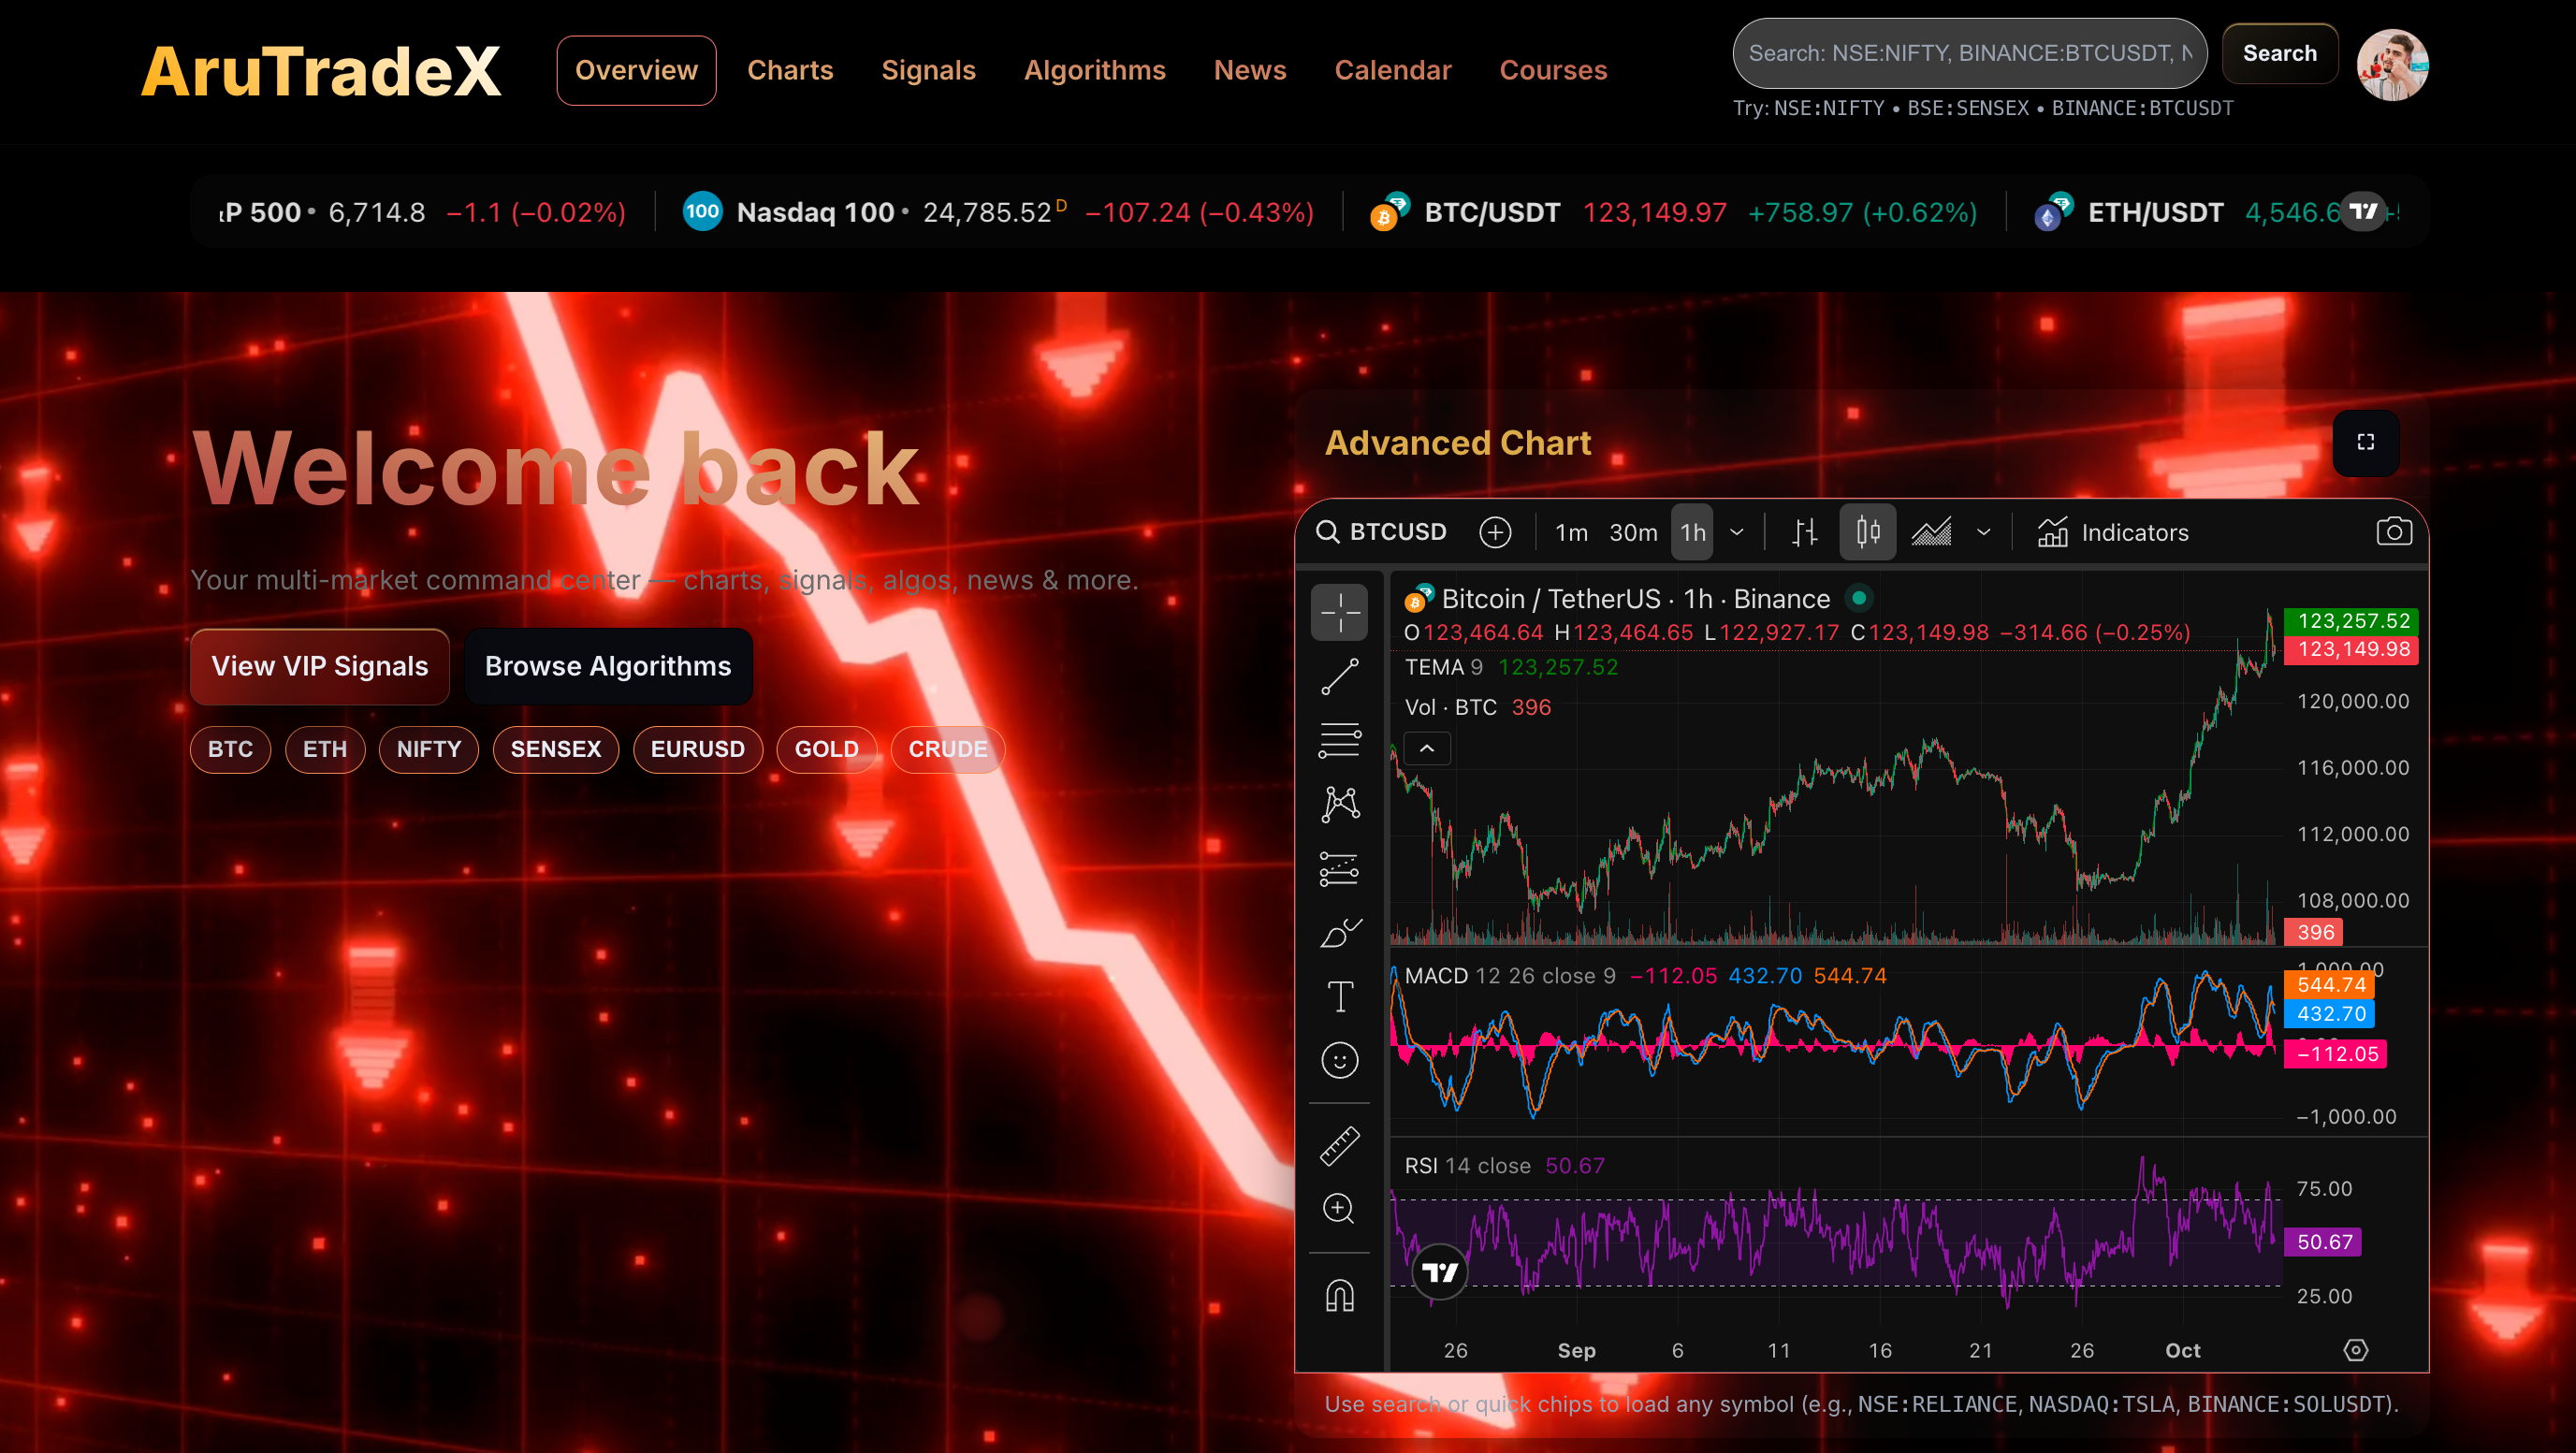 AruTradeX
Overview
Charts
Signals
Algorithms
News
Calendar
Courses
Search: NSE:NIFTY, BINANCE:BTCUSDT, N
Search
Try: NSE:NIFTY • BSE:SENSEX • BINANCE:BTCUSDT
P 500 • 6,714.8 −1.1 (−0.02%)
100 Nasdaq 100 • 24,785.52 D −107.24 (−0.43%)
BTC/USDT 123,149.97 +758.97 (+0.62%)
ETH/USDT 4,546.6
Welcome back
Your multi-market command center — charts, signals, algos, news & more.
View VIP Signals
Browse Algorithms
BTC
ETH
NIFTY
SENSEX
EURUSD
GOLD
CRUDE
Advanced Chart
BTCUSD
1m
30m
1h
Indicators
Bitcoin / TetherUS · 1h · Binance
O123,464.64 H123,464.65 L122,927.17 C123,149.98 −314.66 (−0.25%)
TEMA 9 123,257.52
Vol · BTC 396
123,257.52
123,149.98
120,000.00
116,000.00
112,000.00
108,000.00
396
MACD 12 26 close 9 −112.05 432.70 544.74
1,000.00
544.74
432.70
−112.05
−1,000.00
RSI 14 close 50.67
75.00
50.67
25.00
26
Sep
6
11
16
21
26
Oct
Use search or quick chips to load any symbol (e.g., NSE:RELIANCE, NASDAQ:TSLA, BINANCE:SOLUSDT).